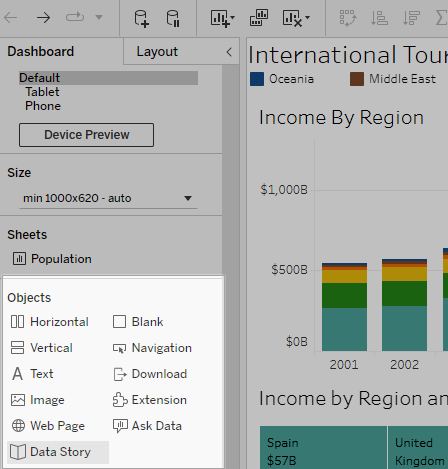 Dashboard Layout <
Default
Tablet
Phone
Device Preview
Size
min 1000x620 - auto
Sheets
Population
Objects
Horizontal Blank
Vertical Navigation
Text Download
Image Extension
Web Page Ask Data
Data Story
International Tour
Oceania Middle East
Income By Region
$1,000B
$500B
$0B
2001 2002
Income by Region an
Spain United
$57B Kingdom